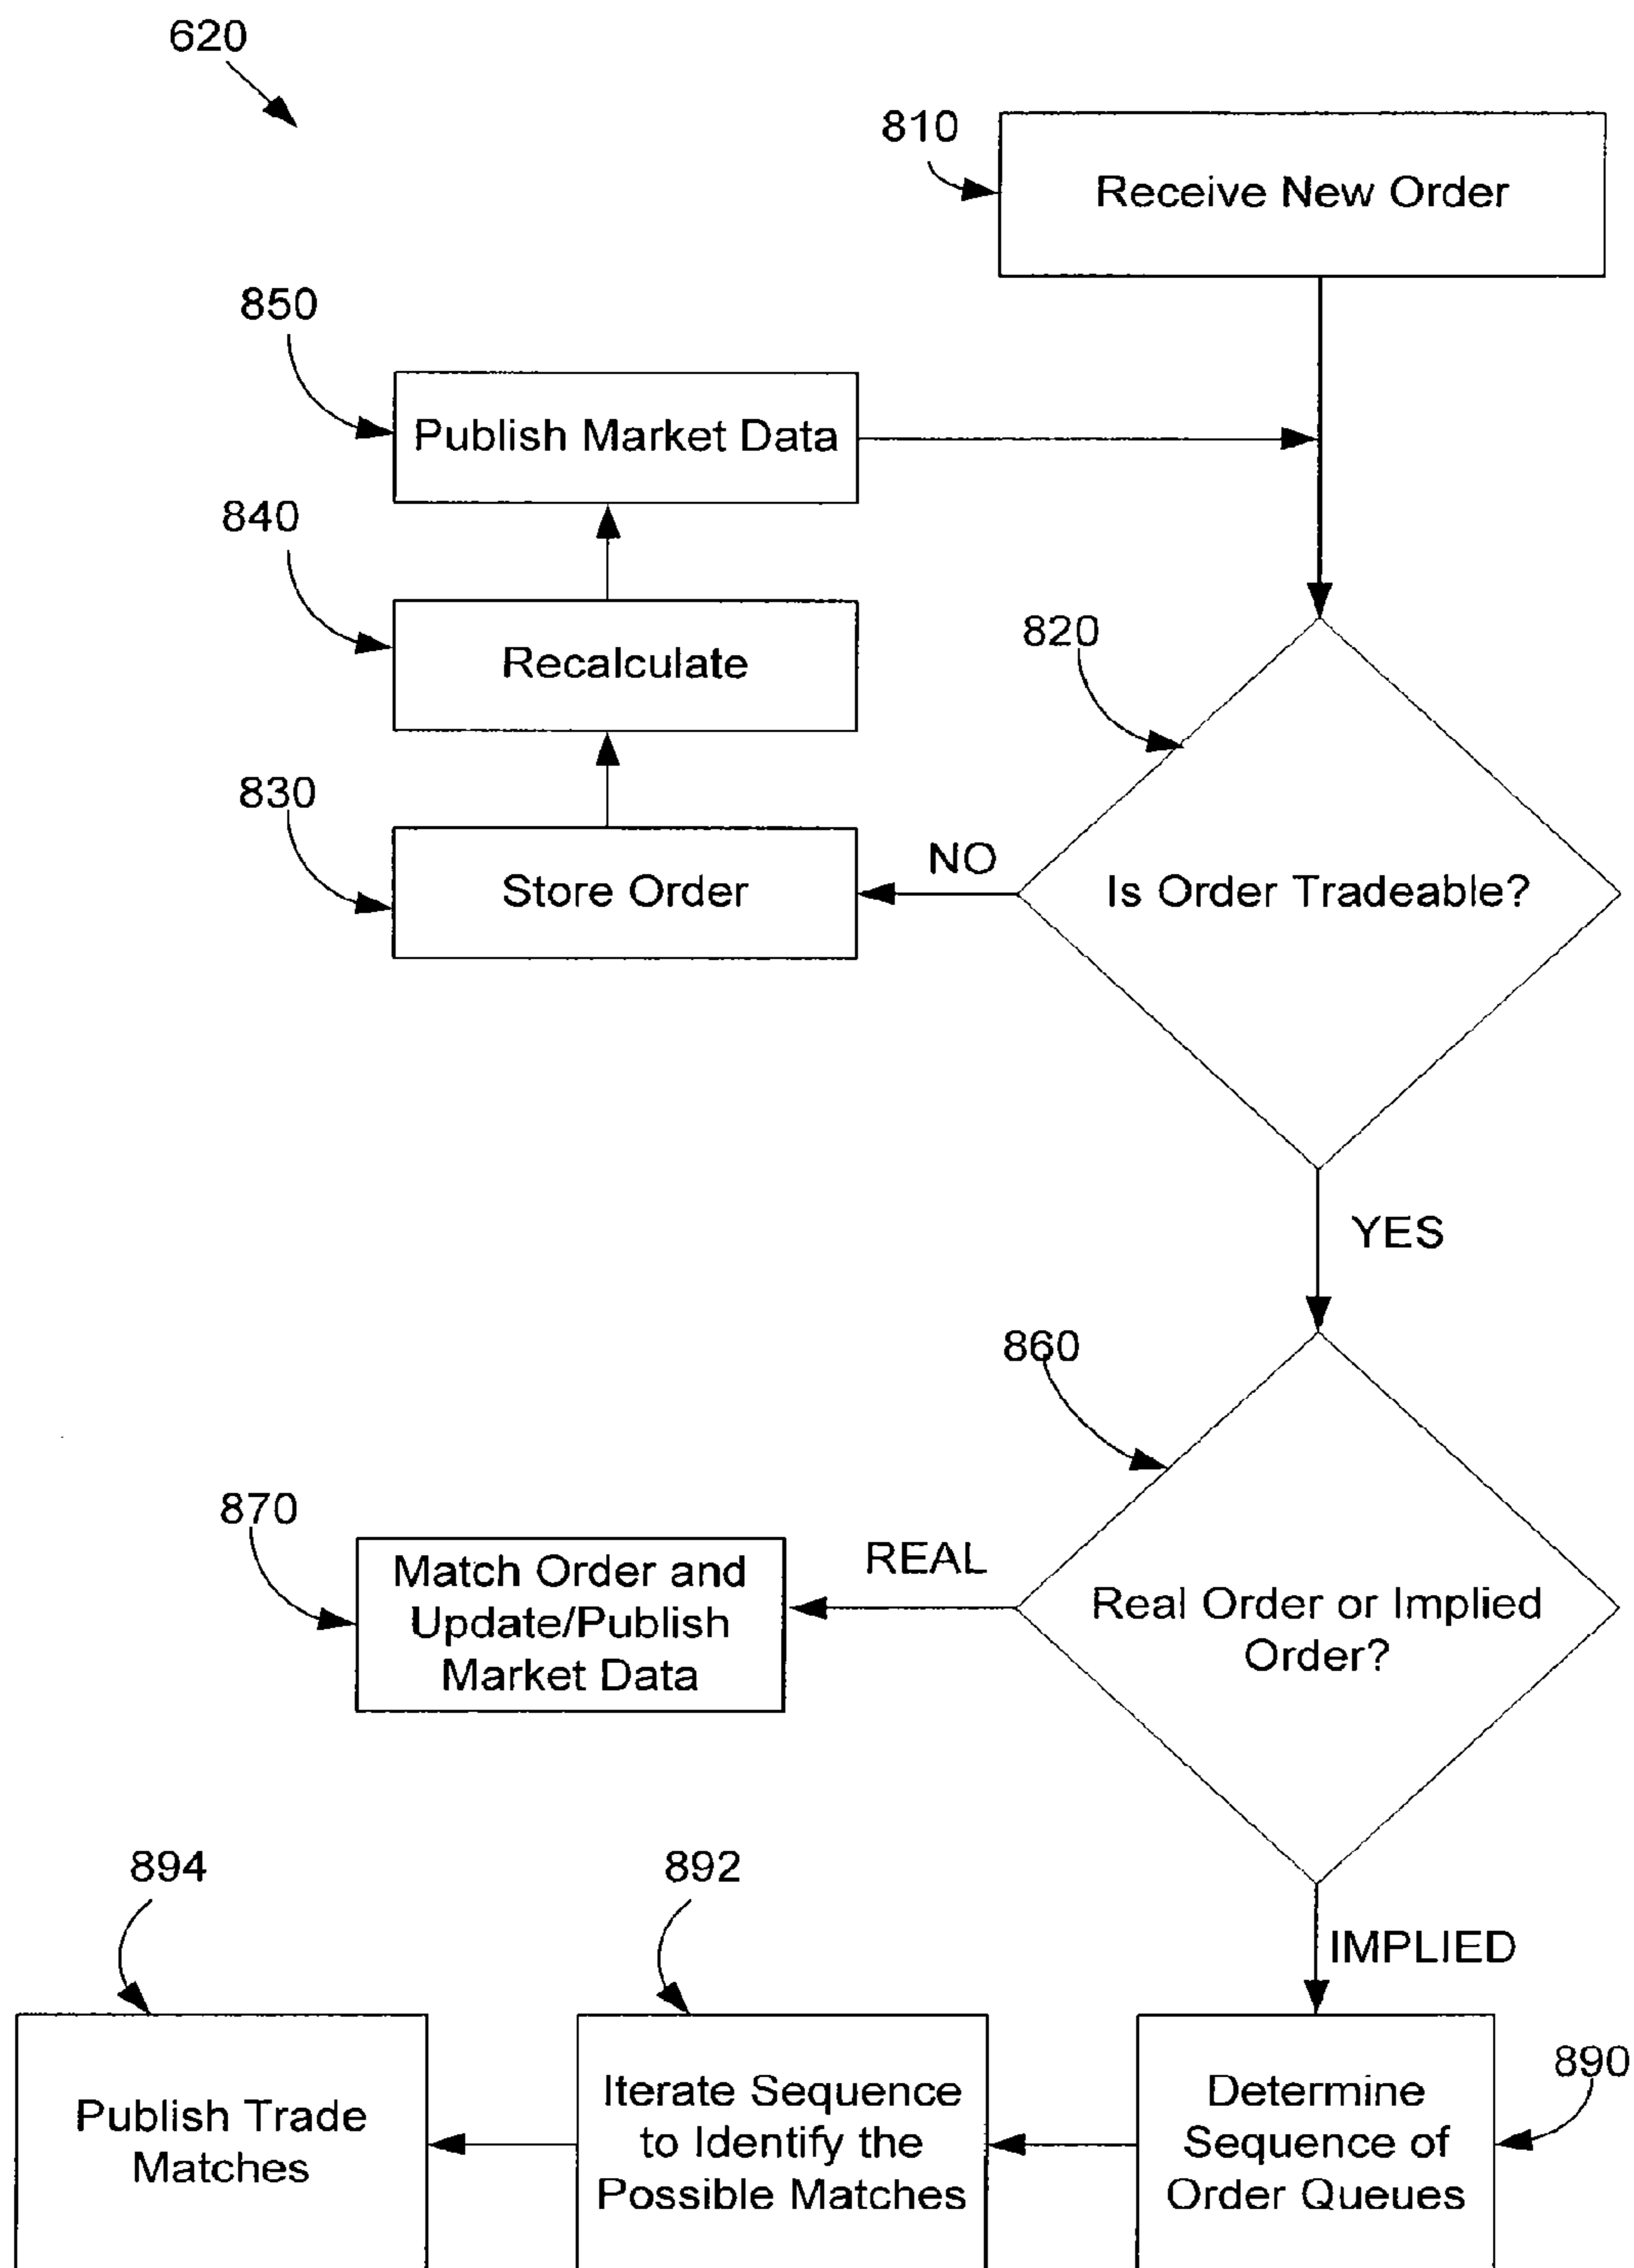 620
810
Receive New Order
850
Publish Market Data
840
Recalculate
820
830
Store Order
NO
Is Order Tradeable?
YES
860
870
Match Order and
Update/Publish
Market Data
REAL
Real Order or Implied
Order?
894
892
IMPLIED
890
Publish Trade
Matches
Iterate Sequence
to Identify the
Possible Matches
Determine
Sequence of
Order Queues